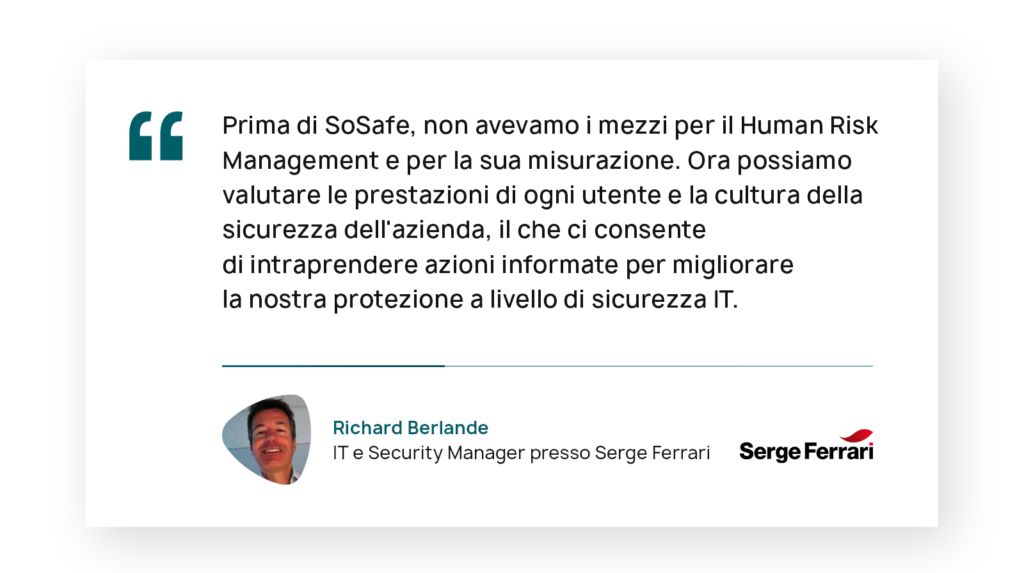 Prima di SoSafe, non avevamo i mezzi per il Human Risk
Management e per la sua misurazione. Ora possiamo
valutare le prestazioni di ogni utente e la cultura della
sicurezza dell'azienda, il che ci consente
di intraprendere azioni informate per migliorare
la nostra protezione a livello di sicurezza IT.
Richard Berlande
IT e Security Manager presso Serge Ferrari
Serge Ferrari